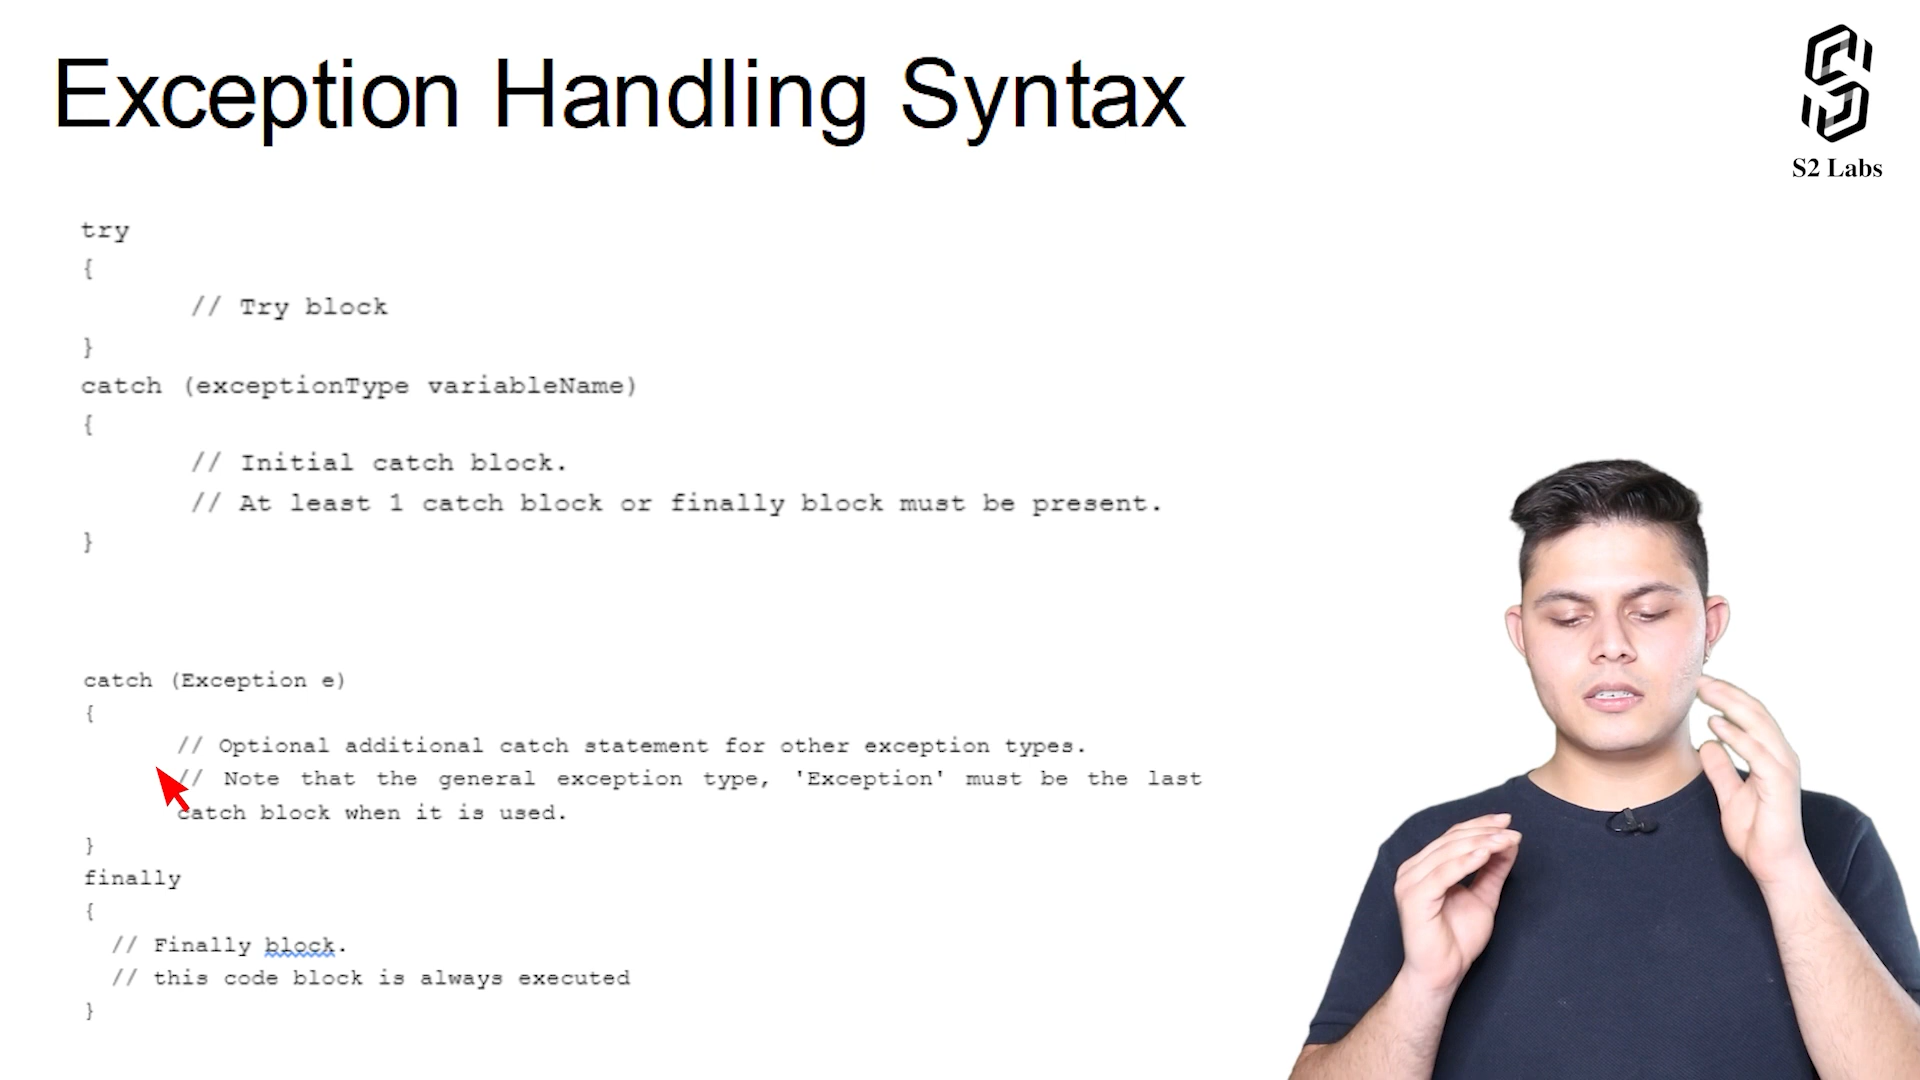 Exception Handling Syntax
S2 Labs
try
{
// Try block
}
catch (exceptionType variableName)
{
// Initial catch block.
// At least 1 catch block or finally block must be present.
}
catch (Exception e)
{
// Optional additional catch statement for other exception types.
// Note that the general exception type, 'Exception' must be the last
catch block when it is used.
}
finally
{
// Finally block.
// this code block is always executed
}